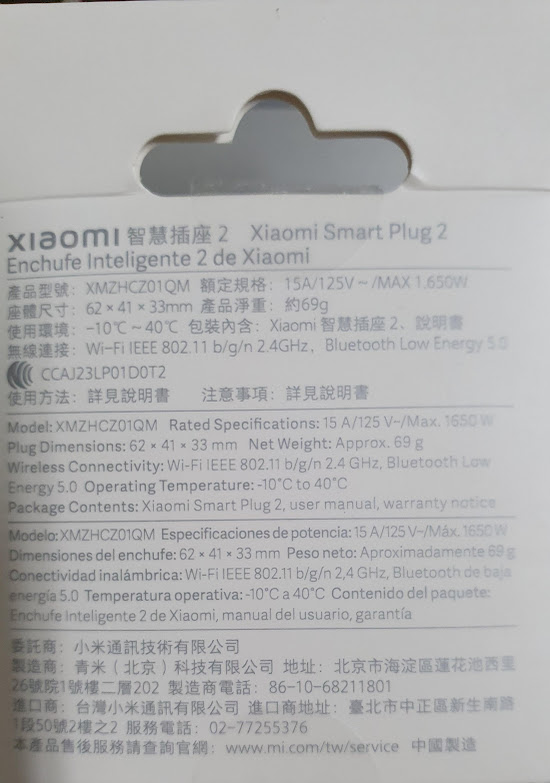 xiaomi 智慧插座 2 Xiaomi Smart Plug 2
Enchufe Inteligente 2 de Xiaomi
產品型號：XMZHCZ01QM 額定規格：15A/125V～/MAX 1,650W
座體尺寸：62 × 41 × 33mm 產品淨重：約69g
使用環境：-10℃ ~ 40℃ 包裝內含：Xiaomi 智慧插座 2、說明書
無線連接：Wi-Fi IEEE 802.11 b/g/n 2.4GHz，Bluetooth Low Energy 5.0
CCAJ23LP01D0T2
使用方法：詳見說明書 注意事項：詳見說明書
Model: XMZHCZ01QM Rated Specifications: 15 A/125 V~/Max. 1650 W
Plug Dimensions: 62 × 41 × 33 mm Net Weight: Approx. 69 g
Wireless Connectivity: Wi-Fi IEEE 802.11 b/g/n 2.4 GHz, Bluetooth Low
Energy 5.0 Operating Temperature: -10°C to 40°C
Package Contents: Xiaomi Smart Plug 2, user manual, warranty notice
Modelo: XMZHCZ01QM Especificaciones de potencia: 15 A/125 V~/Máx. 1650 W
Dimensiones del enchufe: 62 × 41 × 33 mm Peso neto: Aproximadamente 69 g
Conectividad inalámbrica: Wi-Fi IEEE 802.11 b/g/n 2,4 GHz, Bluetooth de baja
energía 5.0 Temperatura operativa: -10°C a 40°C Contenido del paquete:
Enchufe Inteligente 2 de Xiaomi, manual del usuario, garantía
委託商：小米通訊技術有限公司
製造商：青米（北京）科技有限公司 地址：北京市海淀區蓮花池西里
26號院1號樓二層202 製造商電話：86-10-68211801
進口商：台灣小米通訊有限公司 進口商地址：臺北市中正區新生南路
1段50號2樓之2 服務電話：02-77255376
本產品售後服務請查詢官網：www.mi.com/tw/service 中國製造